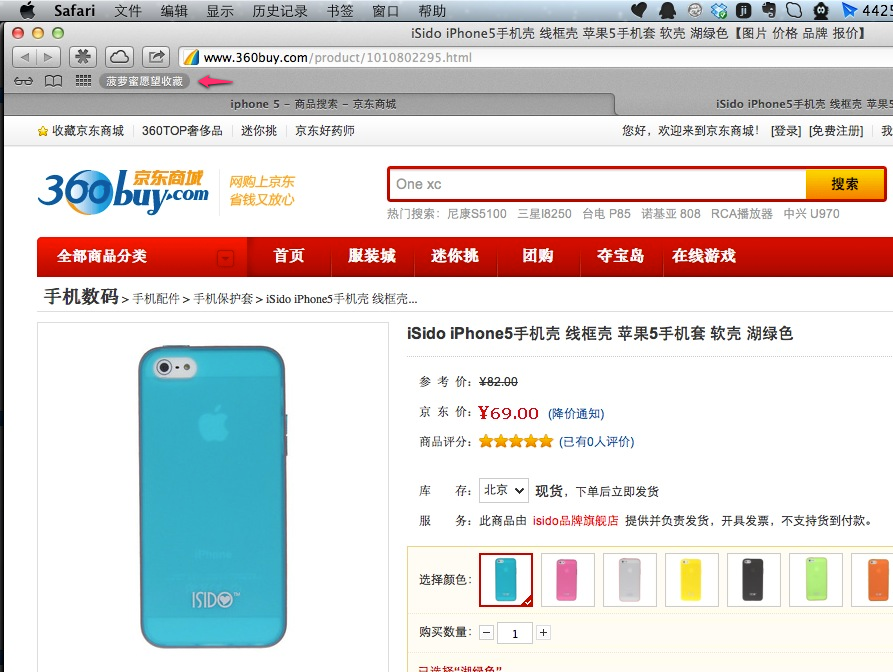 Safari 文件 编辑 显示 历史记录 书签 窗口 帮助 4425
iSido iPhone5手机壳 线框壳 苹果5手机套 软壳 湖绿色【图片 价格 品牌 报价】
www.360buy.com/product/1010802295.html
菠萝蜜愿望收藏
iphone 5 - 商品搜索 - 京东商城
iSido iPhone5手机壳 线框壳 苹果5
收藏京东商城 360TOP奢侈品 迷你挑 京东好药师
您好，欢迎来到京东商城！ [登录] [免费注册] 我
360buy.com 京东商城
网购上京东
省钱又放心
One xc 搜索
热门搜索: 尼康S5100 三星I8250 台电 P85 诺基亚 808 RCA播放器 中兴 U970
全部商品分类 首页 服装城 迷你挑 团购 夺宝岛 在线游戏
手机数码 > 手机配件 > 手机保护套 > iSido iPhone5手机壳 线框壳...
iSido iPhone5手机壳 线框壳 苹果5手机套 软壳 湖绿色
参 考 价: ¥82.00
京 东 价: ¥69.00 (降价通知)
商品评分: (已有0人评价)
库 存: 北京 现货，下单后立即发货
服 务: 此商品由 isido品牌旗舰店 提供并负责发货，开具发票，不支持货到付款。
iPhone
ISIDO™
选择颜色:
购买数量: − 1 +
已选择“湖绿色”